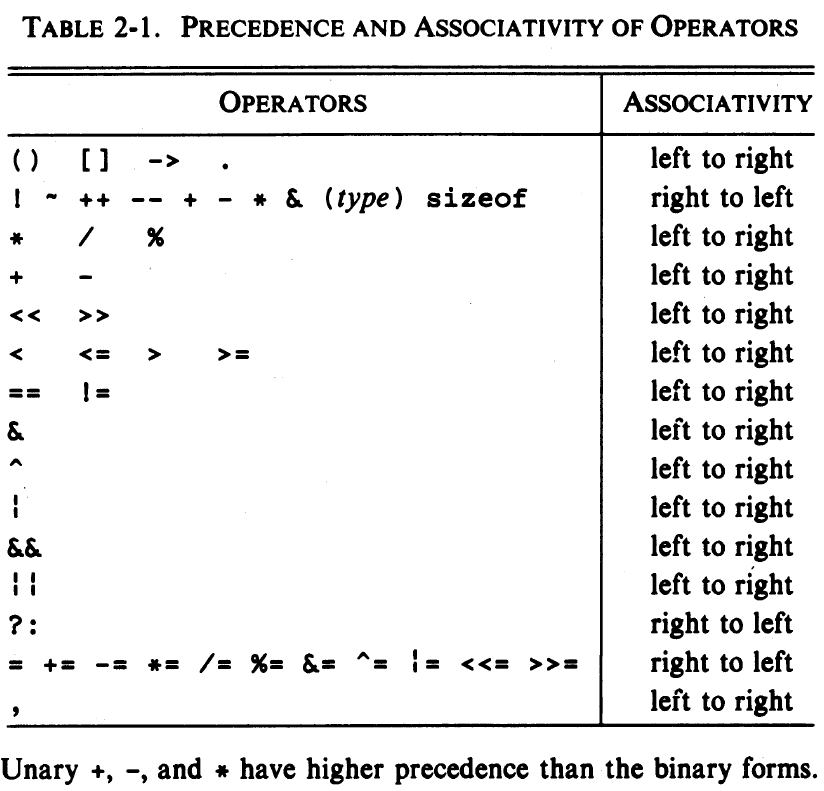 TABLE 2-1. PRECEDENCE AND ASSOCIATIVITY OF OPERATORS
OPERATORS ASSOCIATIVITY
() [] -> . left to right
! ~ ++ -- + - * & (type) sizeof right to left
* / % left to right
+ - left to right
<< >> left to right
< <= > >= left to right
== != left to right
& left to right
^ left to right
¦ left to right
&& left to right
¦¦ left to right
?: right to left
= += -= *= /= %= &= ^= ¦= <<= >>= right to left
, left to right
Unary +, -, and * have higher precedence than the binary forms.